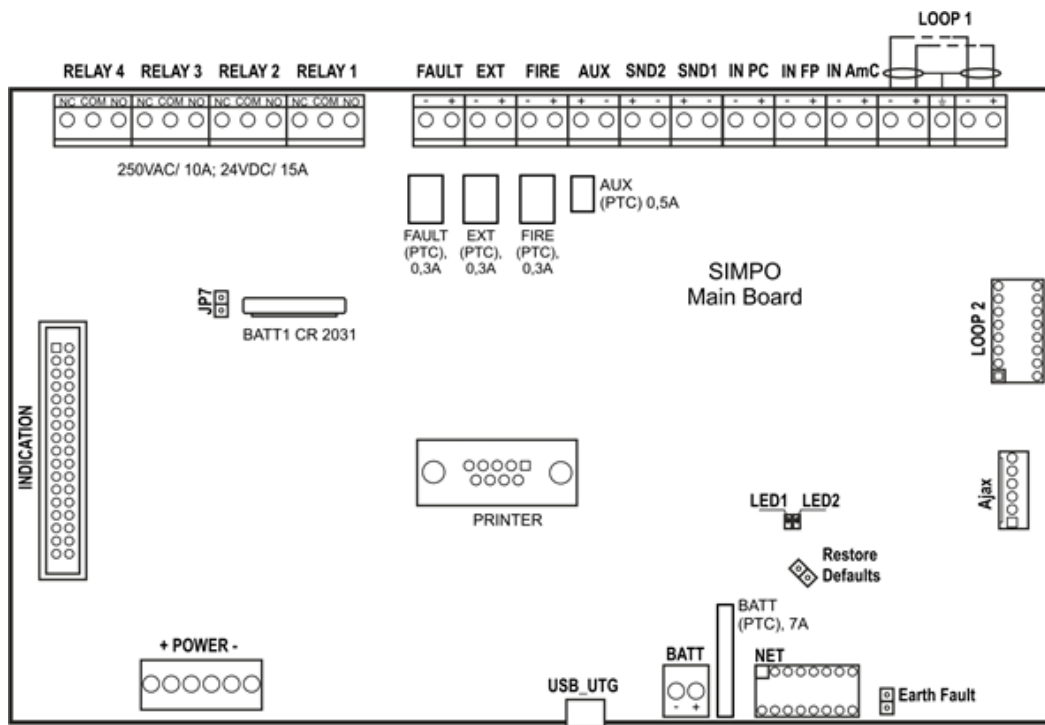 LOOP 1
RELAY 4 RELAY 3 RELAY 2 RELAY 1 FAULT EXT FIRE AUX SND2 SND1 IN PC IN FP IN AmC
NC COM NO NC COM NO NC COM NO NC COM NO - + - + - + + - + - + - - + - + - + - + - +
250VAC/ 10A; 24VDC/ 15A
AUX
(PTC) 0,5A
FAULT
(PTC),
0,3A
EXT
(PTC),
0,3A
FIRE
(PTC),
0,3A
SIMPO
Main Board
JP7
BATT1 CR 2031
LOOP 2
INDICATION
PRINTER
Ajax
LED1 LED2
Restore
Defaults
BATT
(PTC), 7A
+ POWER -
USB_UTG
BATT
- +
NET
Earth Fault